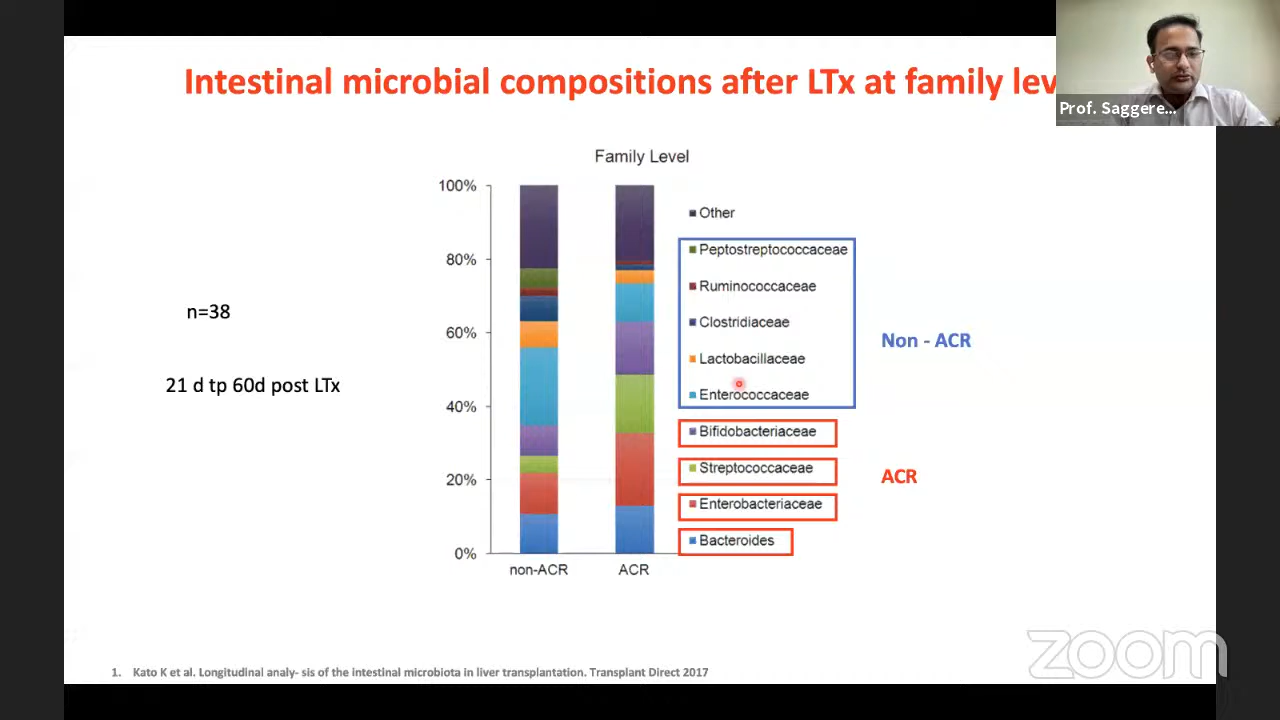 Intestinal microbial compositions after LTx at family lev
Prof. Saggere...
Family Level
100%
80%
60%
40%
20%
0%
non-ACR
ACR
Other
Peptostreptococcaceae
Ruminococcaceae
Clostridiaceae
Lactobacillaceae
Enterococcaceae
Bifidobacteriaceae
Streptococcaceae
Enterobacteriaceae
Bacteroides
n=38
21 d tp 60d post LTx
Non - ACR
ACR
1. Kato K et al. Longitudinal analy- sis of the intestinal microbiota in liver transplantation. Transplant Direct 2017
zoom